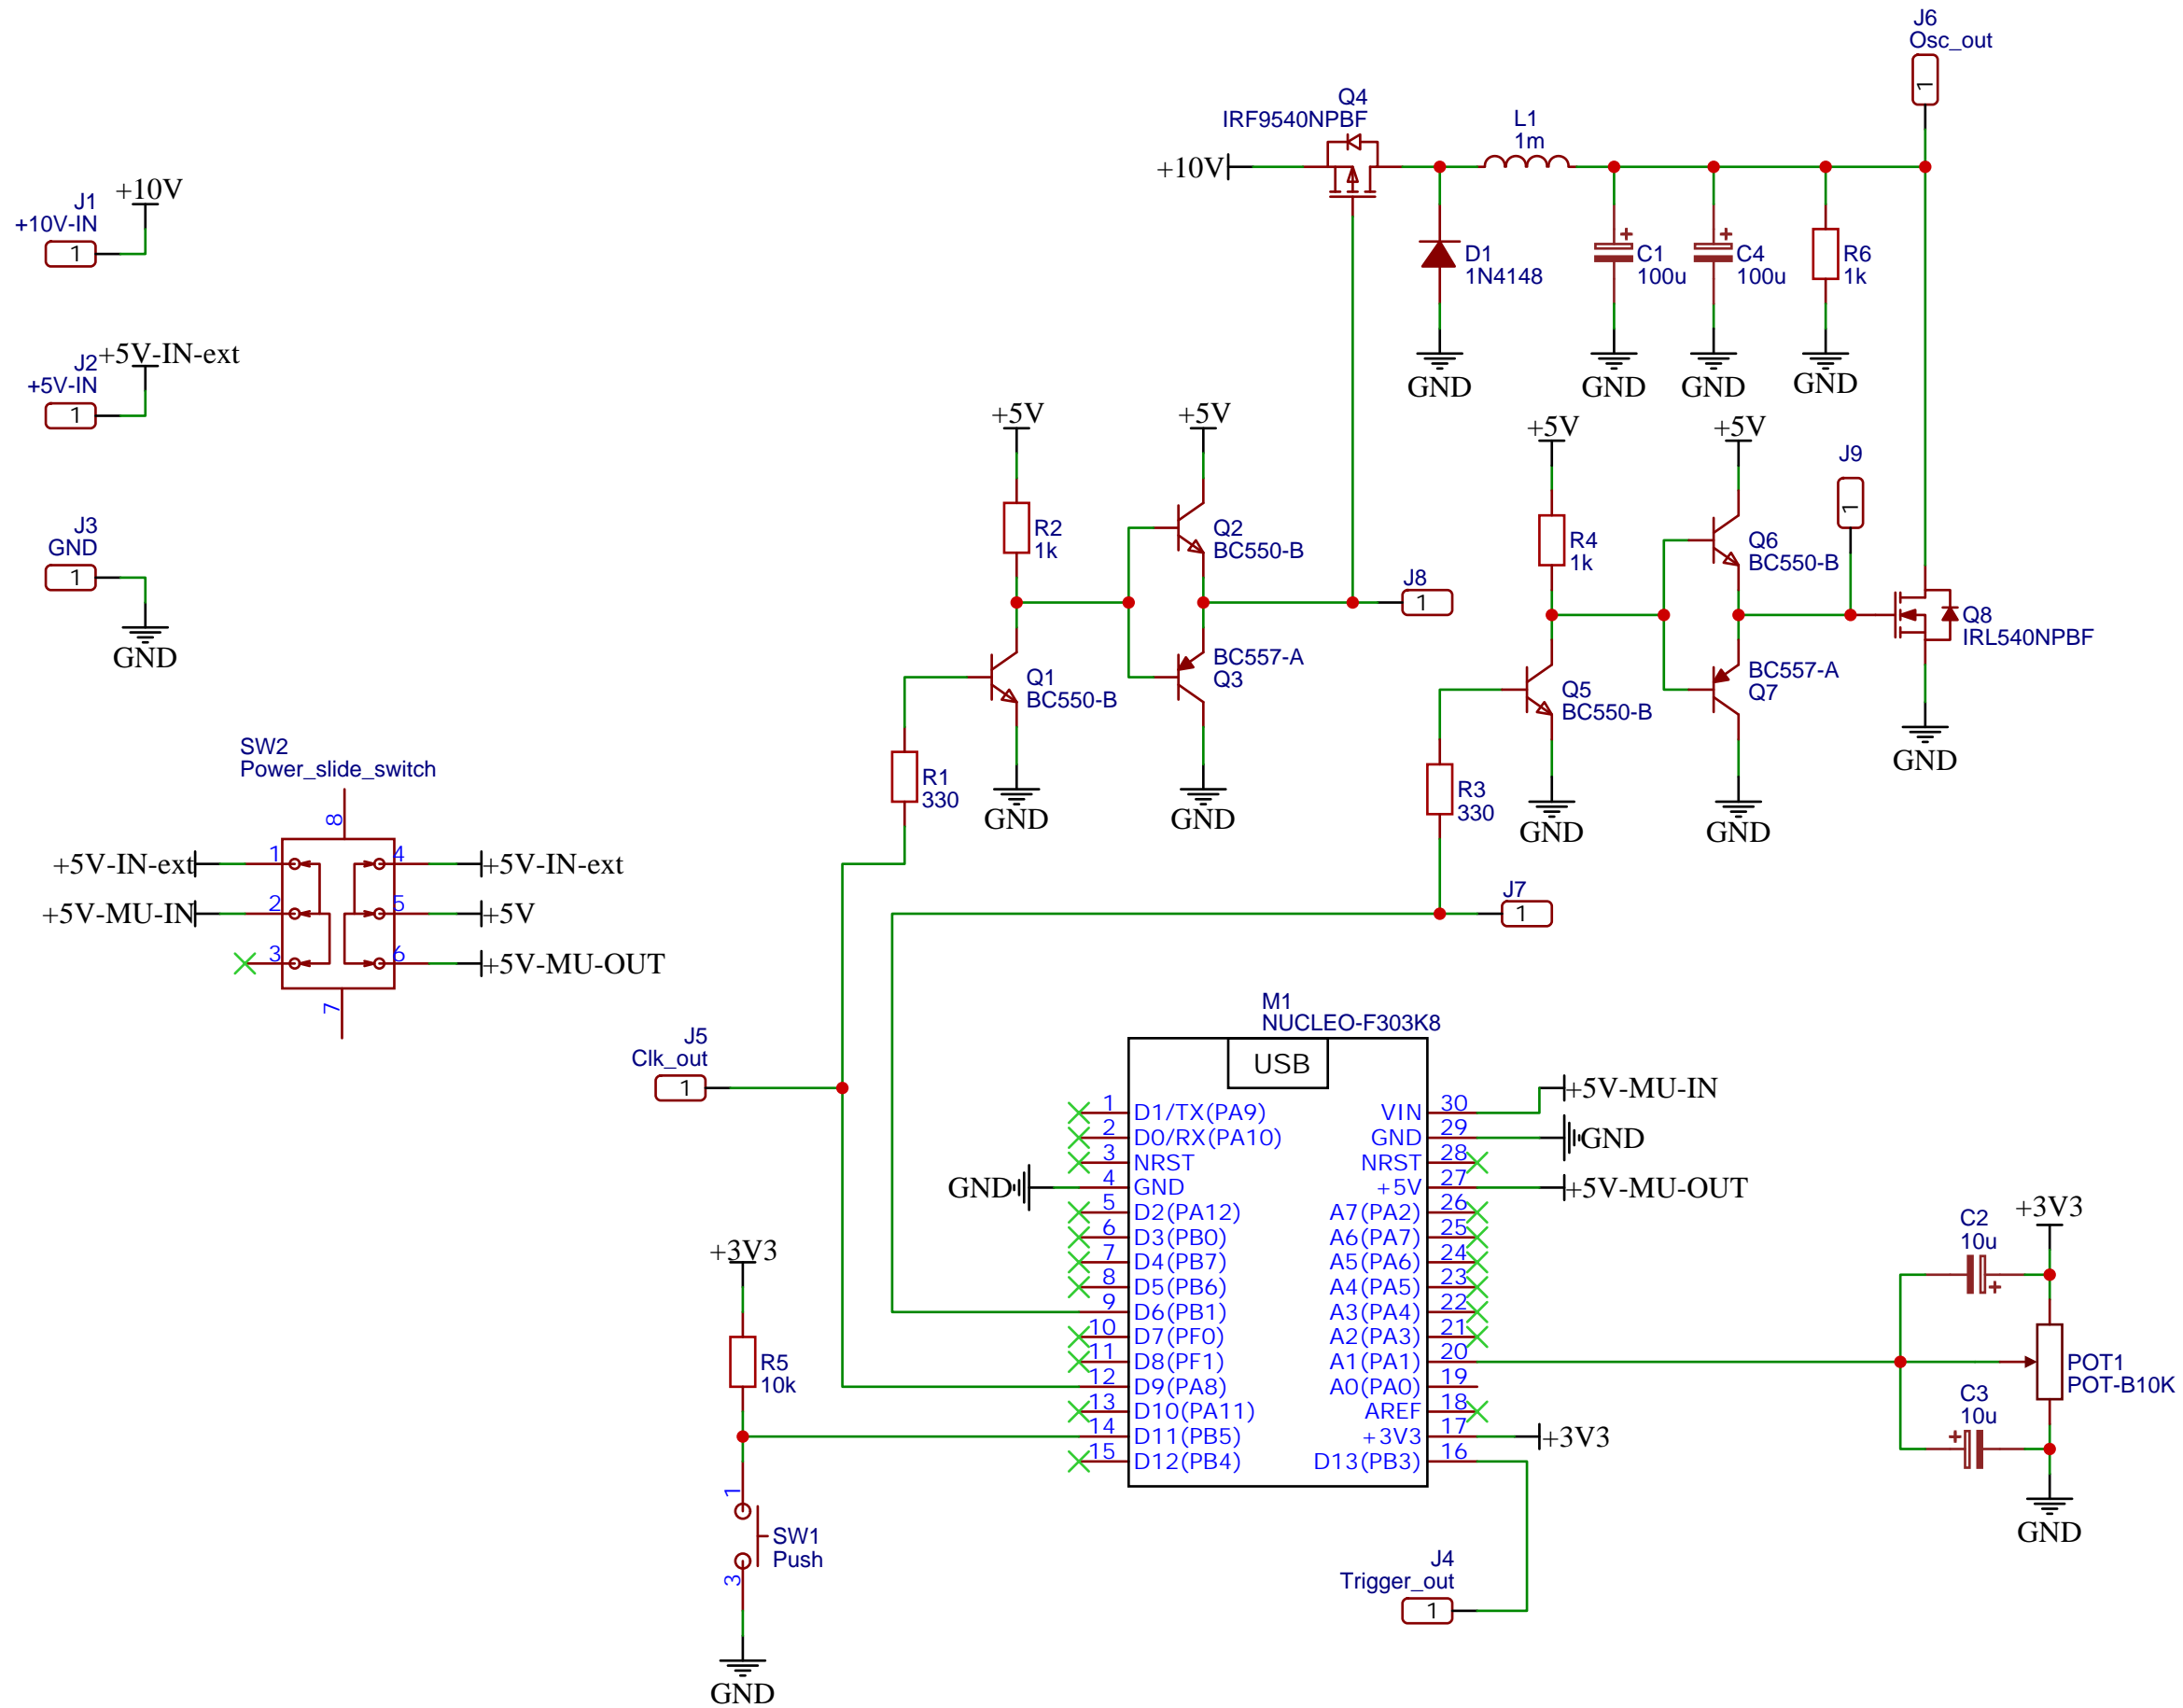 J6
Osc_out
1
Q4
IRF9540NPBF
+10V
L1
1m
D1
1N4148
GND
+
C1
100u
GND
+
C4
100u
GND
R6
1k
GND
J1
+10V-IN
1
+10V
J2
+5V-IN
1
+5V-IN-ext
J3
GND
1
GND
+5V
R2
1k
+5V
Q2
BC550-B
J8
1
BC557-A
Q3
Q1
BC550-B
R1
330
GND
GND
+5V
R4
1k
+5V
Q6
BC550-B
J9
1
Q8
IRL540NPBF
GND
BC557-A
Q7
Q5
BC550-B
R3
330
GND
GND
J7
1
SW2
Power_slide_switch
8
+5V-IN-ext
1
4
+5V-IN-ext
+5V-MU-IN
2
5
+5V
3
6
+5V-MU-OUT
7
J5
Clk_out
1
M1
NUCLEO-F303K8
USB
1 D1/TX(PA9)
2 D0/RX(PA10)
3 NRST
GND
4 GND
5 D2(PA12)
6 D3(PB0)
7 D4(PB7)
8 D5(PB6)
9 D6(PB1)
10 D7(PF0)
11 D8(PF1)
12 D9(PA8)
13 D10(PA11)
14 D11(PB5)
15 D12(PB4)
VIN 30
+5V-MU-IN
GND 29
GND
NRST 28
+5V 27
+5V-MU-OUT
A7(PA2) 26
A6(PA7) 25
A5(PA6) 24
A4(PA5) 23
A3(PA4) 22
A2(PA3) 21
A1(PA1) 20
A0(PA0) 19
AREF 18
+3V3 17
+3V3
D13(PB3) 16
+3V3
R5
10k
1
SW1
Push
3
GND
J4
Trigger_out
1
C2
10u
+
+3V3
POT1
POT-B10K
C3
10u
+
GND